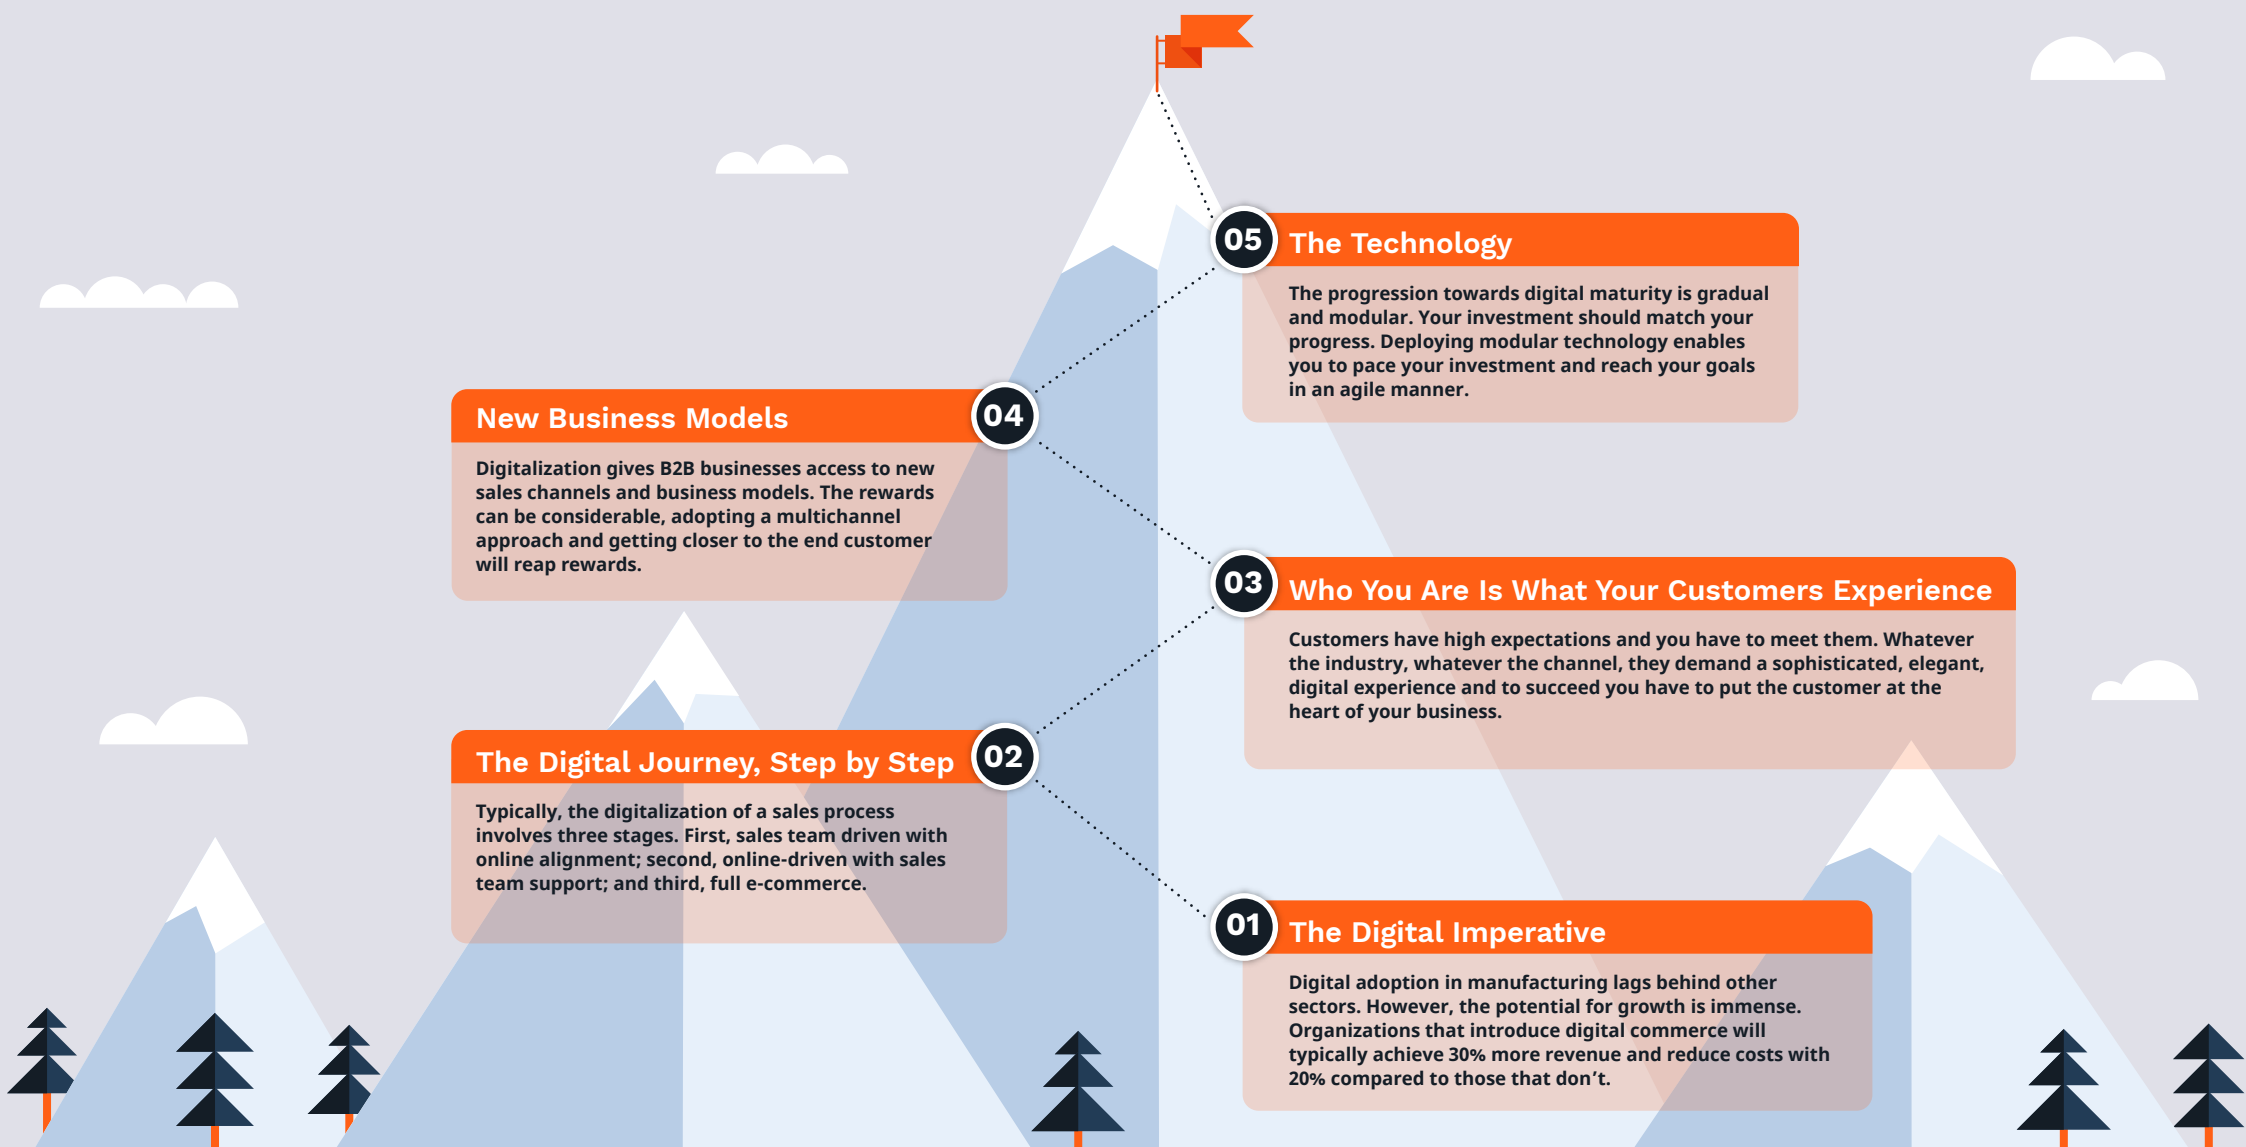 05
The Technology
The progression towards digital maturity is gradual
and modular. Your investment should match your
progress. Deploying modular technology enables
you to pace your investment and reach your goals
in an agile manner.
04
New Business Models
Digitalization gives B2B businesses access to new
sales channels and business models. The rewards
can be considerable, adopting a multichannel
approach and getting closer to the end customer
will reap rewards.
03
Who You Are Is What Your Customers Experience
Customers have high expectations and you have to meet them. Whatever
the industry, whatever the channel, they demand a sophisticated, elegant,
digital experience and to succeed you have to put the customer at the
heart of your business.
02
The Digital Journey, Step by Step
Typically, the digitalization of a sales process
involves three stages. First, sales team driven with
online alignment; second, online-driven with sales
team support; and third, full e-commerce.
01
The Digital Imperative
Digital adoption in manufacturing lags behind other
sectors. However, the potential for growth is immense.
Organizations that introduce digital commerce will
typically achieve 30% more revenue and reduce costs with
20% compared to those that don’t.